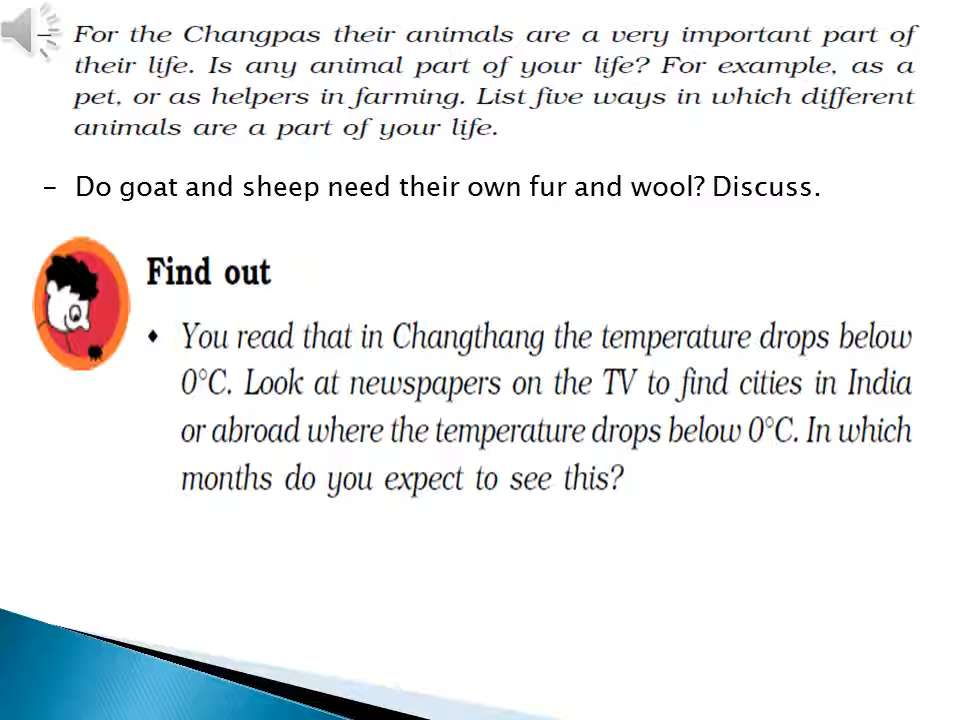 – For the Changpas their animals are a very important part of
their life. Is any animal part of your life? For example, as a
pet, or as helpers in farming. List five ways in which different
animals are a part of your life.
– Do goat and sheep need their own fur and wool? Discuss.
Find out
♦ You read that in Changthang the temperature drops below
0°C. Look at newspapers on the TV to find cities in India
or abroad where the temperature drops below 0°C. In which
months do you expect to see this?